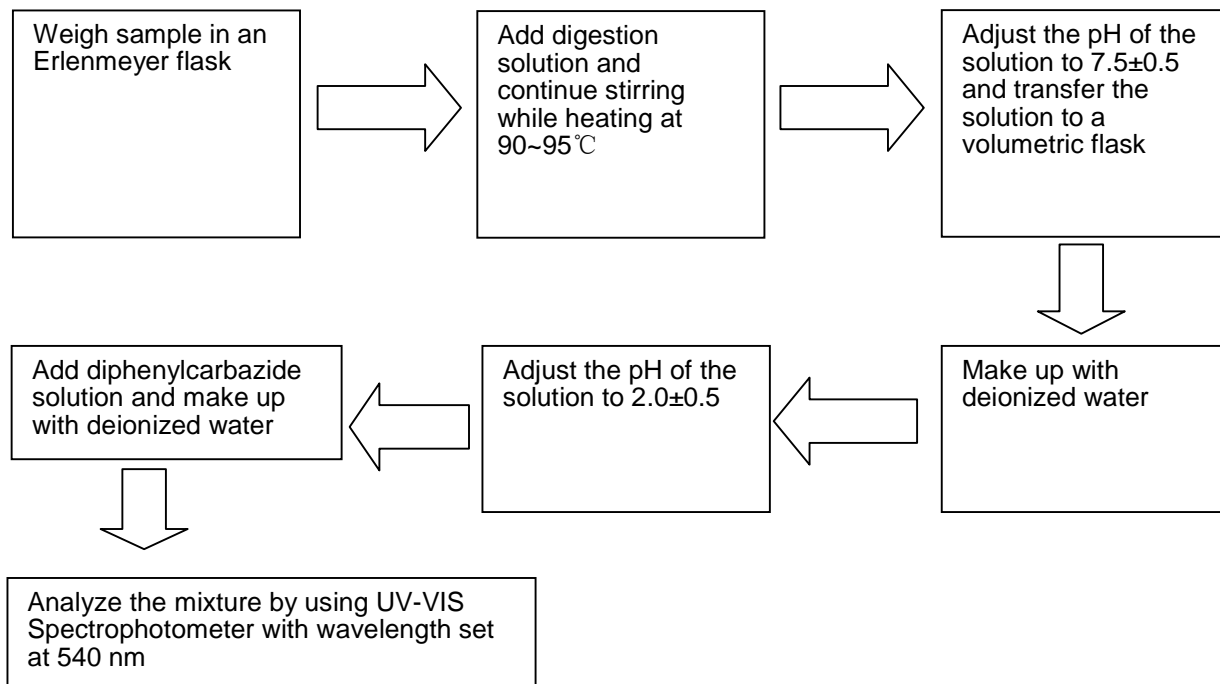 Weigh sample in an
Erlenmeyer flask
Add digestion
solution and
continue stirring
while heating at
90~95℃
Adjust the pH of the
solution to 7.5±0.5
and transfer the
solution to a
volumetric flask
Make up with
deionized water
Adjust the pH of the
solution to 2.0±0.5
Add diphenylcarbazide
solution and make up
with deionized water
Analyze the mixture by using UV-VIS
Spectrophotometer with wavelength set
at 540 nm